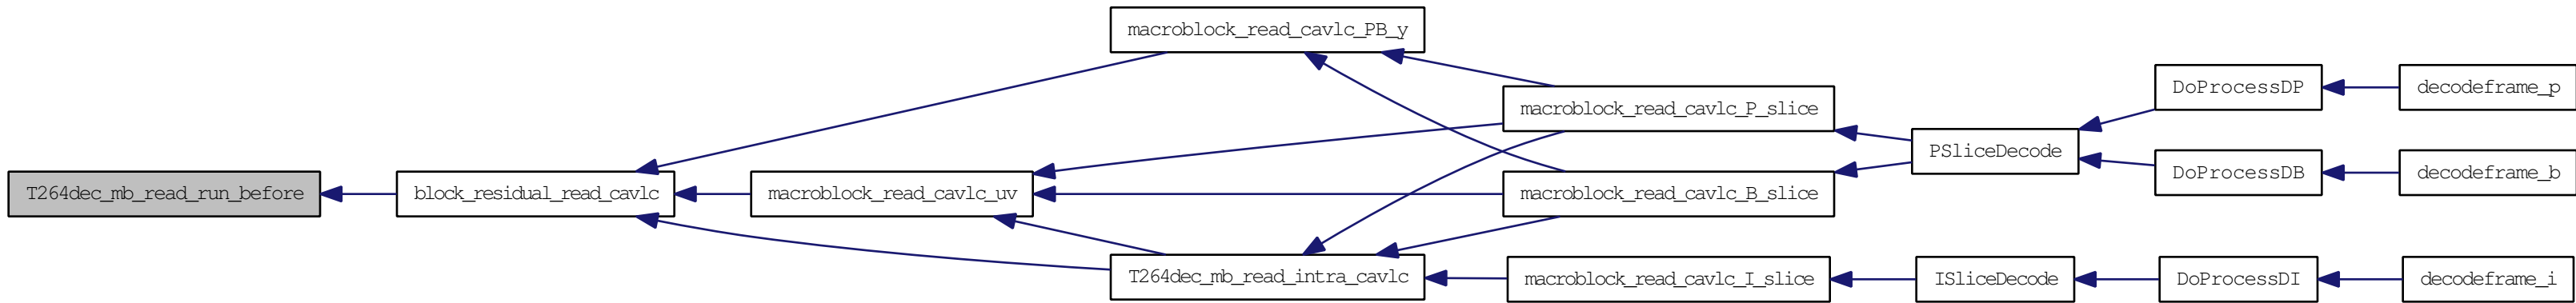 macroblock_read_cavlc_PB_y
DoProcessDP
decodeframe_p
macroblock_read_cavlc_P_slice
PSliceDecode
T264dec_mb_read_run_before
block_residual_read_cavlc
macroblock_read_cavlc_uv
macroblock_read_cavlc_B_slice
DoProcessDB
decodeframe_b
T264dec_mb_read_intra_cavlc
macroblock_read_cavlc_I_slice
ISliceDecode
DoProcessDI
decodeframe_i